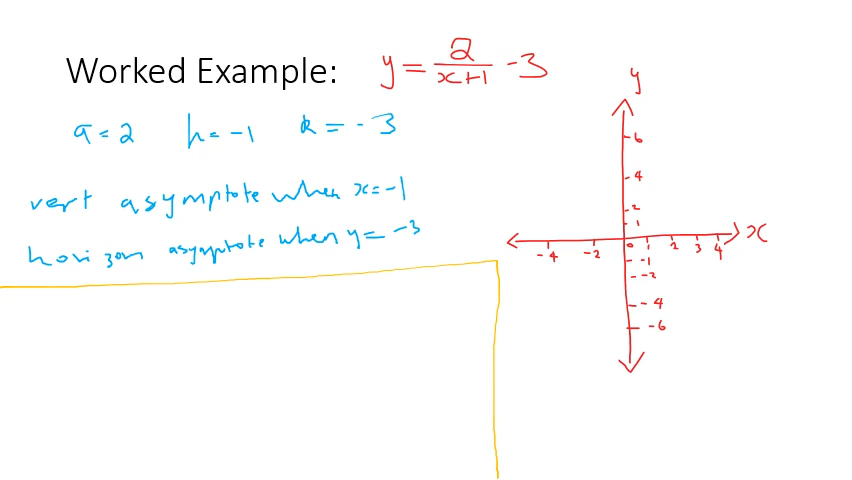 Worked Example: y = 2/(x+1) -3
a = 2 h = -1 k = -3
vert asymptote when x = -1
horizon asymptote when y = -3
y
6
4
2
1
x
-4 -2 0 1 2 3 4
-1
-2
-4
-6